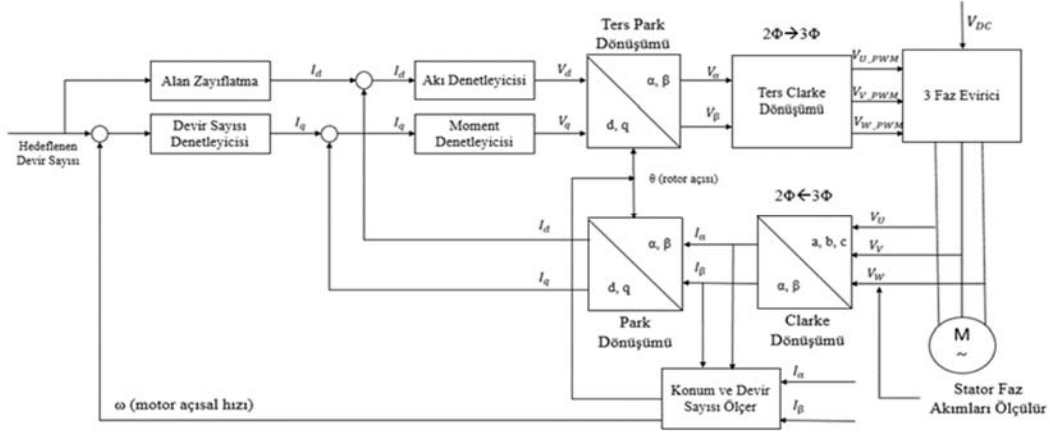 Ters Park
Dönüşümü
2Φ→3Φ
V_DC
Alan Zayıflatma
I_d
I_d
Akı Denetleyicisi
V_d
α, β
d, q
V_α
V_β
Ters Clarke
Dönüşümü
V_U_PWM
V_V_PWM
V_W_PWM
3 Faz Evirici
Hedeflenen
Devir Sayısı
Devir Sayısı
Denetleyicisi
I_q
I_q
Moment
Denetleyicisi
V_q
θ (rotor açısı)
2Φ←3Φ
I_d
I_q
α, β
d, q
I_α
I_β
a, b, c
α, β
V_U
V_V
V_W
Park
Dönüşümü
Clarke
Dönüşümü
M
~
Konum ve Devir
Sayısı Ölçer
I_α
I_β
Stator Faz
Akımları Ölçülür
ω (motor açısal hızı)